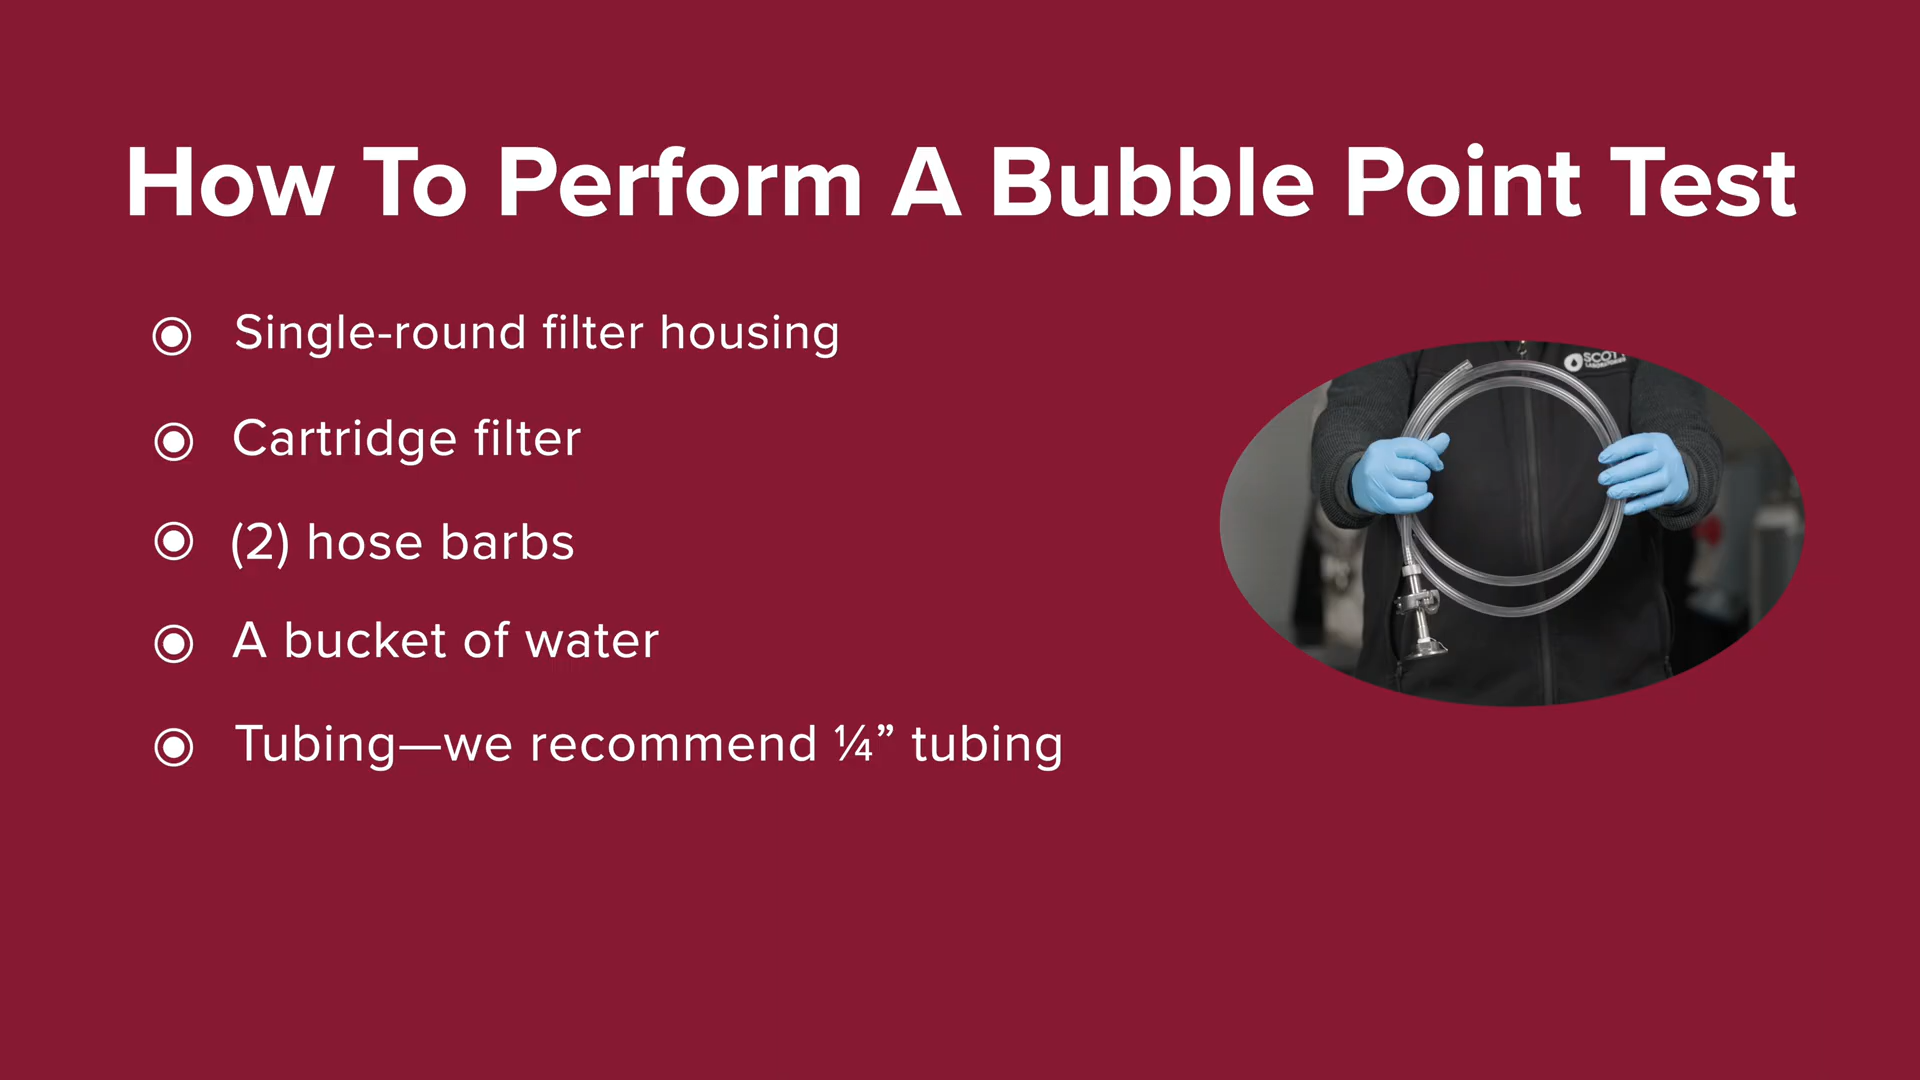 How To Perform A Bubble Point Test
Single-round filter housing
Cartridge filter
(2) hose barbs
A bucket of water
Tubing—we recommend ¼” tubing